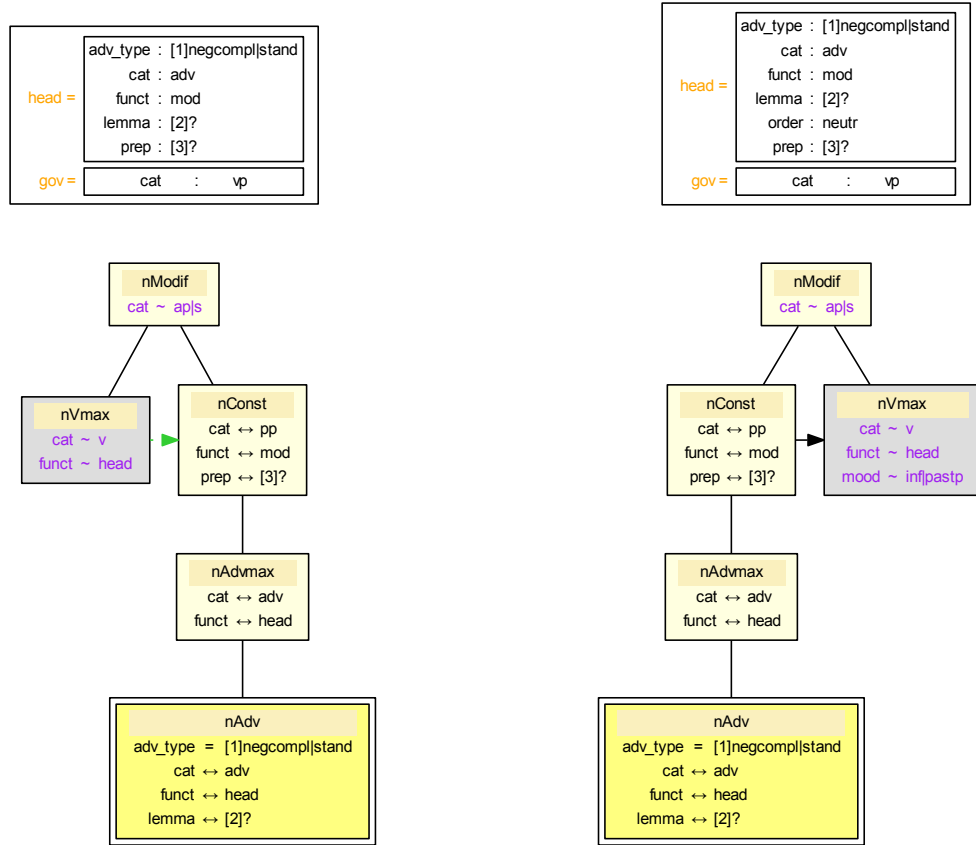 head =
adv_type : [1]negcompl|stand
cat : adv
funct : mod
lemma : [2]?
prep : [3]?
gov =
cat : vp
nModif
cat ~ ap|s
nVmax
cat ~ v
funct ~ head
nConst
cat ↔ pp
funct ↔ mod
prep ↔ [3]?
nAdvmax
cat ↔ adv
funct ↔ head
nAdv
adv_type = [1]negcompl|stand
cat ↔ adv
funct ↔ head
lemma ↔ [2]?
head =
adv_type : [1]negcompl|stand
cat : adv
funct : mod
lemma : [2]?
order : neutr
prep : [3]?
gov =
cat : vp
nModif
cat ~ ap|s
nConst
cat ↔ pp
funct ↔ mod
prep ↔ [3]?
nVmax
cat ~ v
funct ~ head
mood ~ inf|pastp
nAdvmax
cat ↔ adv
funct ↔ head
nAdv
adv_type = [1]negcompl|stand
cat ↔ adv
funct ↔ head
lemma ↔ [2]?